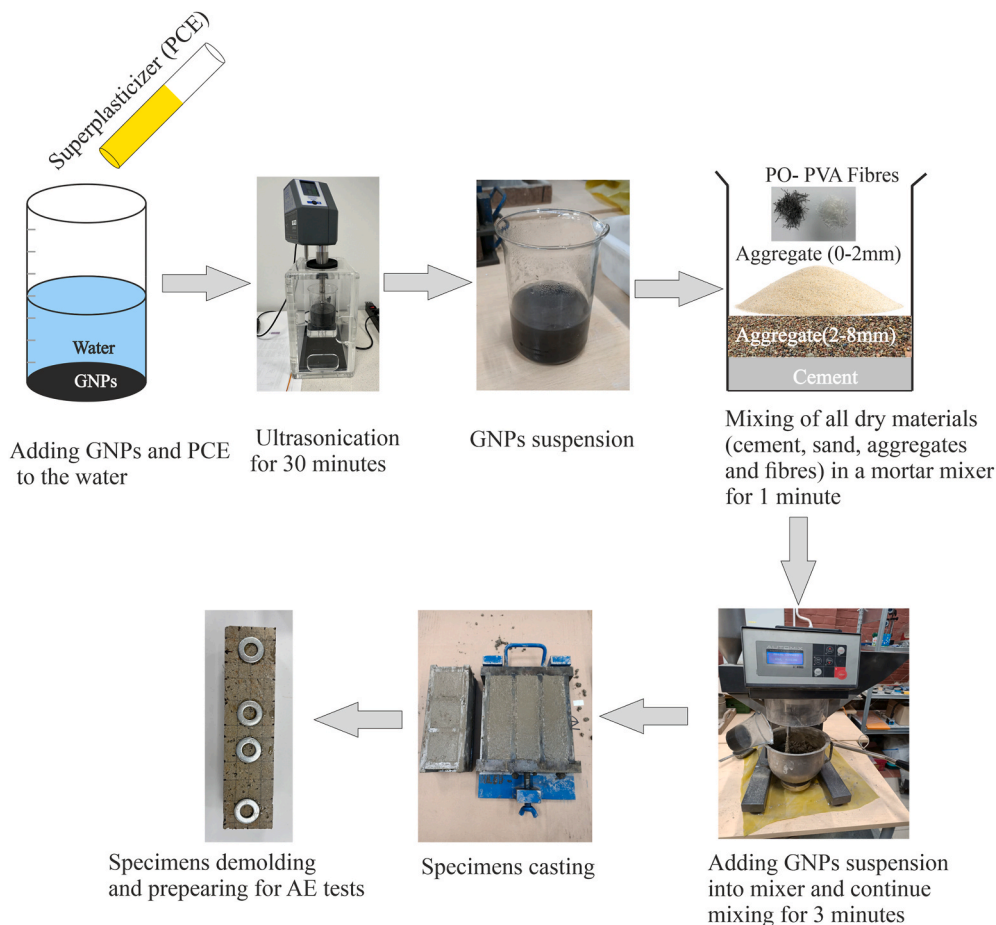 Superplasticizer (PCE)
Water
GNPs
Adding GNPs and PCE
to the water
Ultrasonication
for 30 minutes
GNPs suspension
PO- PVA Fibres
Aggregate (0-2mm)
Aggregate(2-8mm)
Cement
Mixing of all dry materials
(cement, sand, aggregates
and fibres) in a mortar mixer
for 1 minute
Adding GNPs suspension
into mixer and continue
mixing for 3 minutes
Specimens casting
Specimens demolding
and prepearing for AE tests